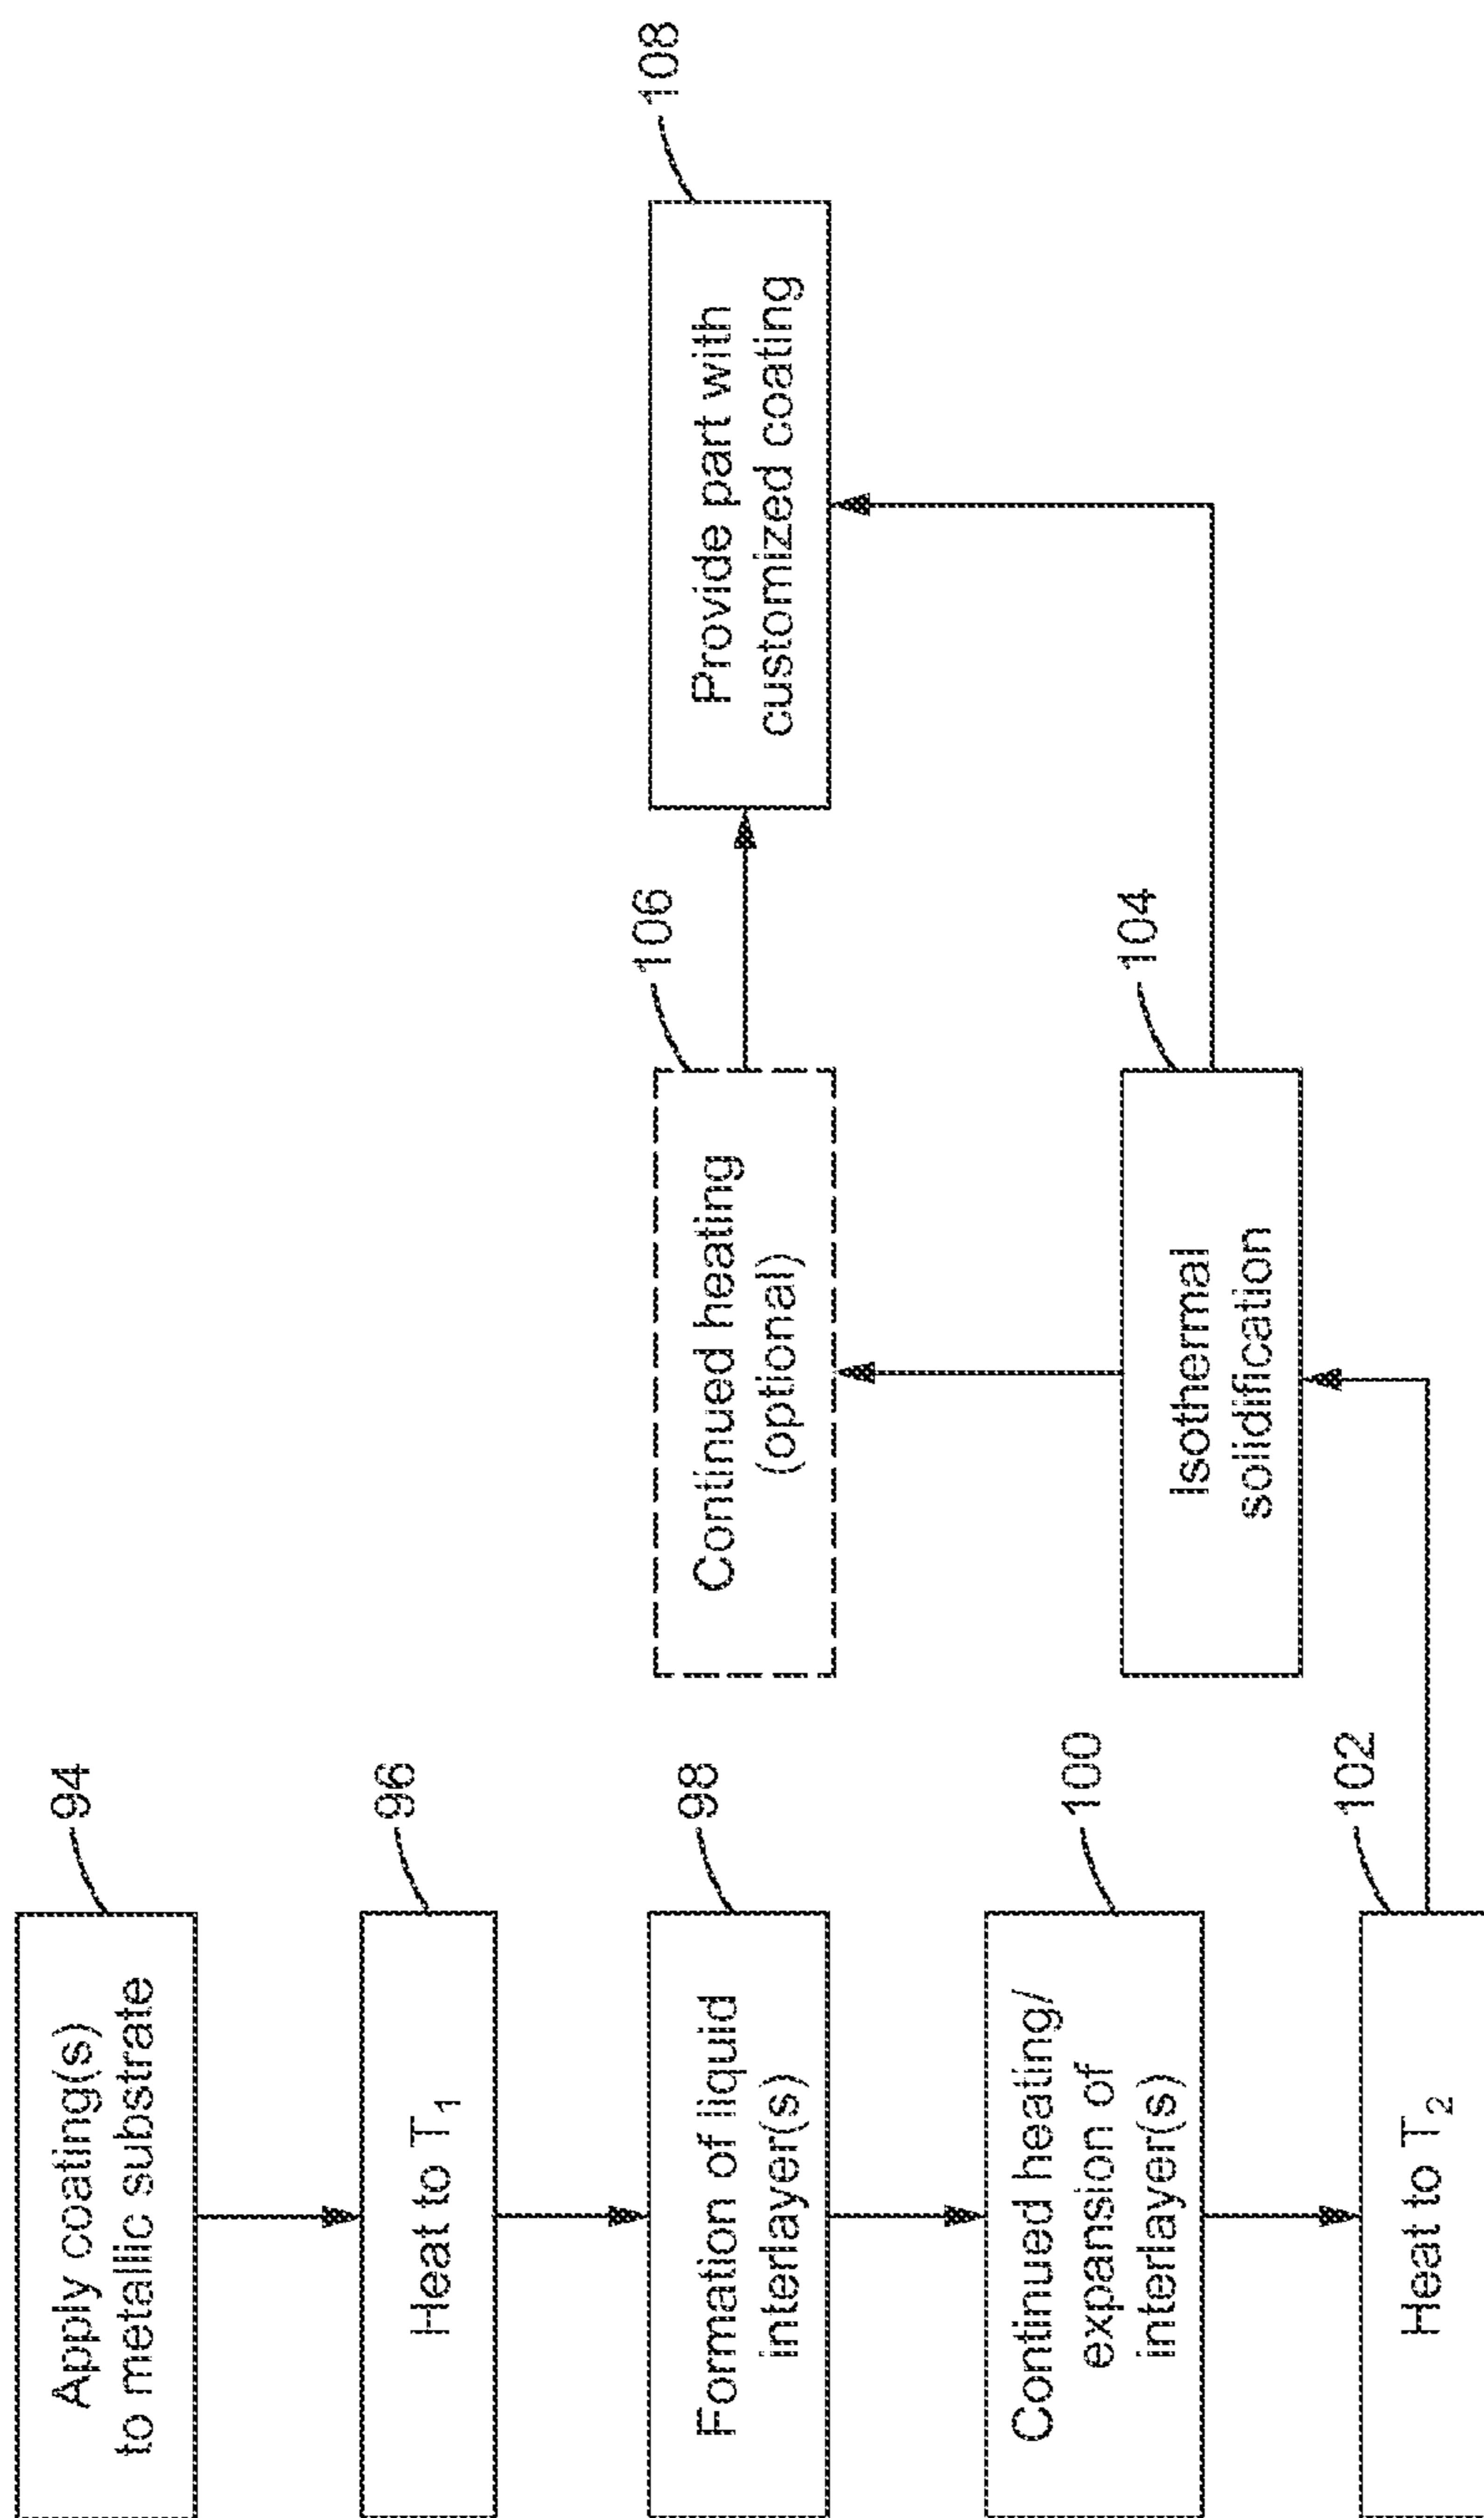 Apply coating(s)
to metallic substrate
94
Heat to T₁
96
Formation of liquid
interlayer(s)
98
Continued heating/
expansion of
interlayer(s)
100
Heat to T₂
102
Isothermal
solidification
104
Continued heating
(optional)
106
Provide part with
customized coating
108